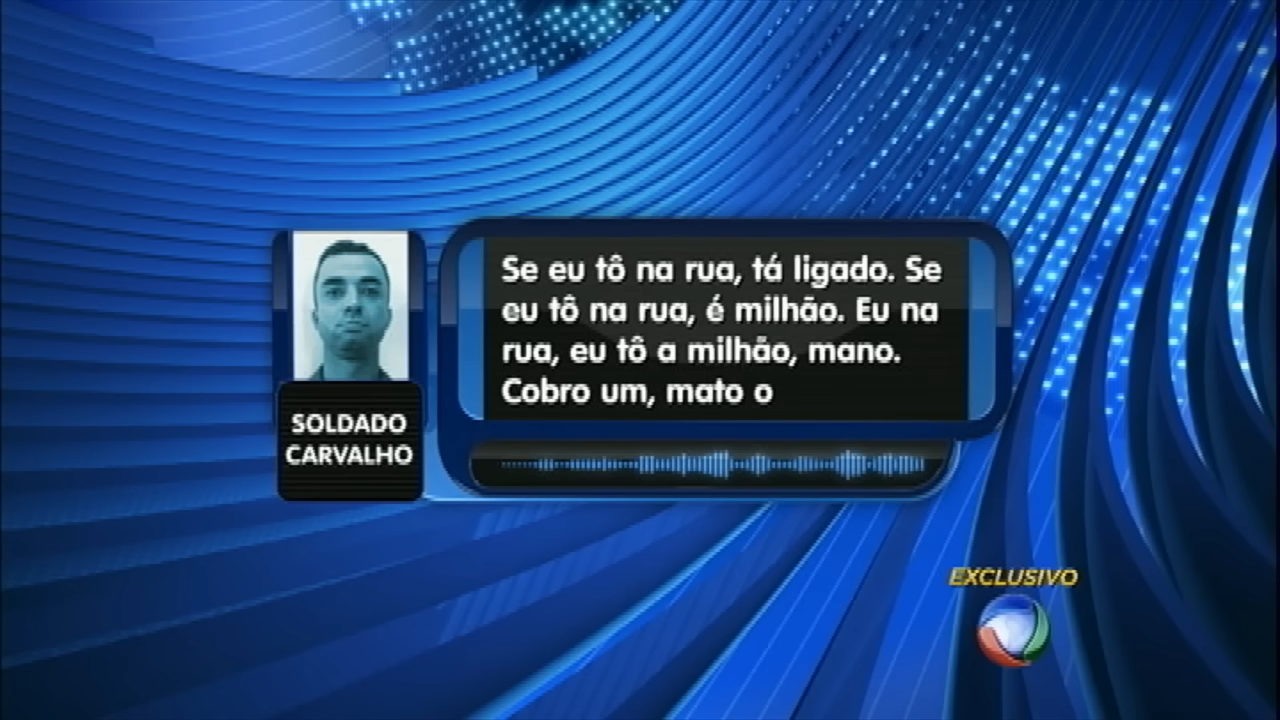 Se eu tô na rua, tá ligado. Se
eu tô na rua, é milhão. Eu na
rua, eu tô a milhão, mano.
Cobro um, mato o
SOLDADO
CARVALHO
EXCLUSIVO